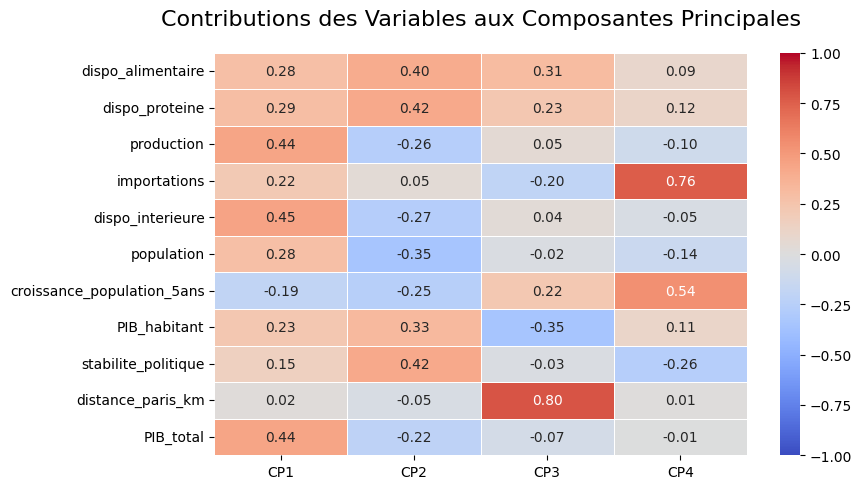 Contributions des Variables aux Composantes Principales
dispo_alimentaire 0.28 0.40 0.31 0.09
dispo_proteine 0.29 0.42 0.23 0.12
production 0.44 -0.26 0.05 -0.10
importations 0.22 0.05 -0.20 0.76
dispo_interieure 0.45 -0.27 0.04 -0.05
population 0.28 -0.35 -0.02 -0.14
croissance_population_5ans -0.19 -0.25 0.22 0.54
PIB_habitant 0.23 0.33 -0.35 0.11
stabilite_politique 0.15 0.42 -0.03 -0.26
distance_paris_km 0.02 -0.05 0.80 0.01
PIB_total 0.44 -0.22 -0.07 -0.01
CP1 CP2 CP3 CP4
1.00
0.75
0.50
0.25
0.00
−0.25
−0.50
−0.75
−1.00